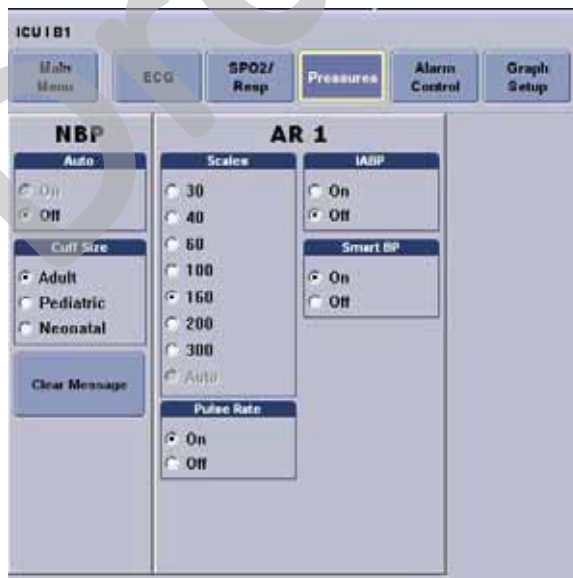 ICU I B1
Main Menu
ECG
SPO2/ Resp
Pressures
Alarm Control
Graph Setup
NBP
Auto
On
Off
Cuff Size
Adult
Pediatric
Neonatal
Clear Message
AR 1
Scales
30
40
60
100
160
200
300
Auto
Pulse Rate
On
Off
IABP
On
Off
Smart BP
On
Off